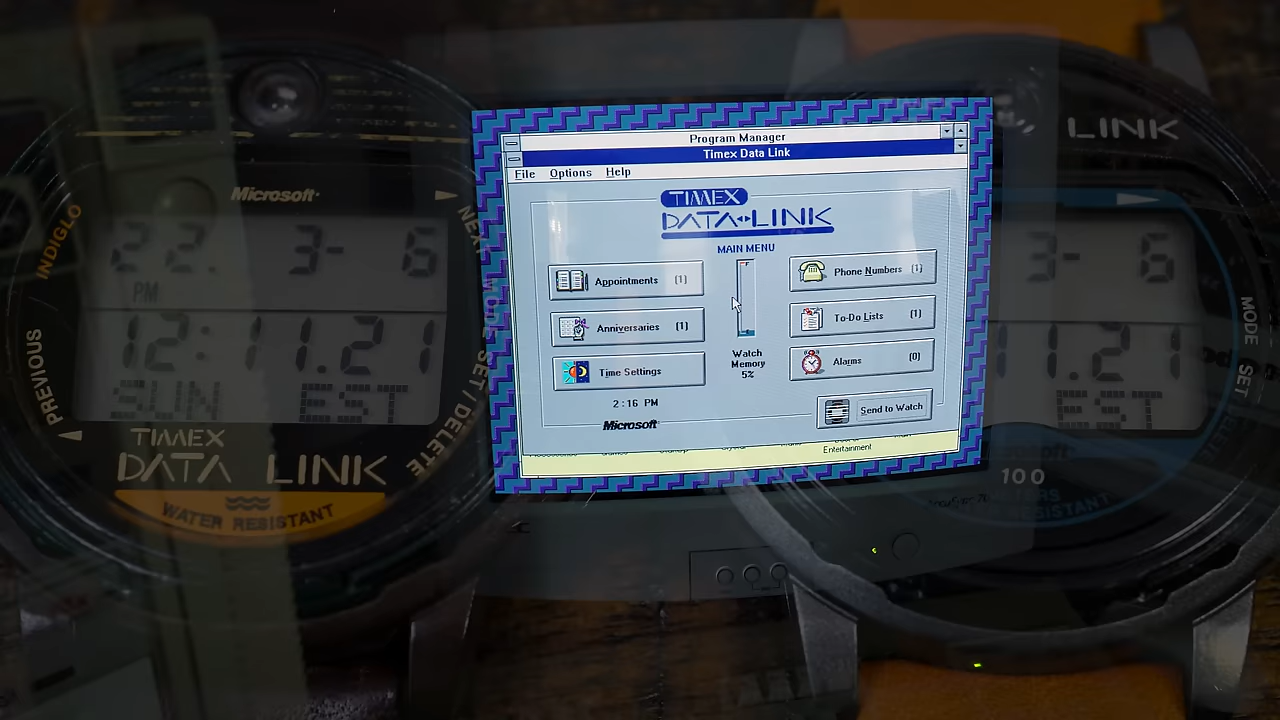 Microsoft
INDIGLO
PREVIOUS
SET / DELETE
22. 3- 6
PM
12: 11.21
SUN EST
TIMEX
DATA LINK
WATER RESISTANT
Program Manager
Timex Data Link
File Options Help
TIMEX
DATA LINK
MAIN MENU
Appointments (1)
Anniversaries (1)
Time Settings
2:16 PM
Microsoft
Watch
Memory
5%
Phone Numbers (1)
To-Do Lists (1)
Alarms (0)
Send to Watch
Entertainment
LINK
3- 6
11.21
EST
MODE
SET
100